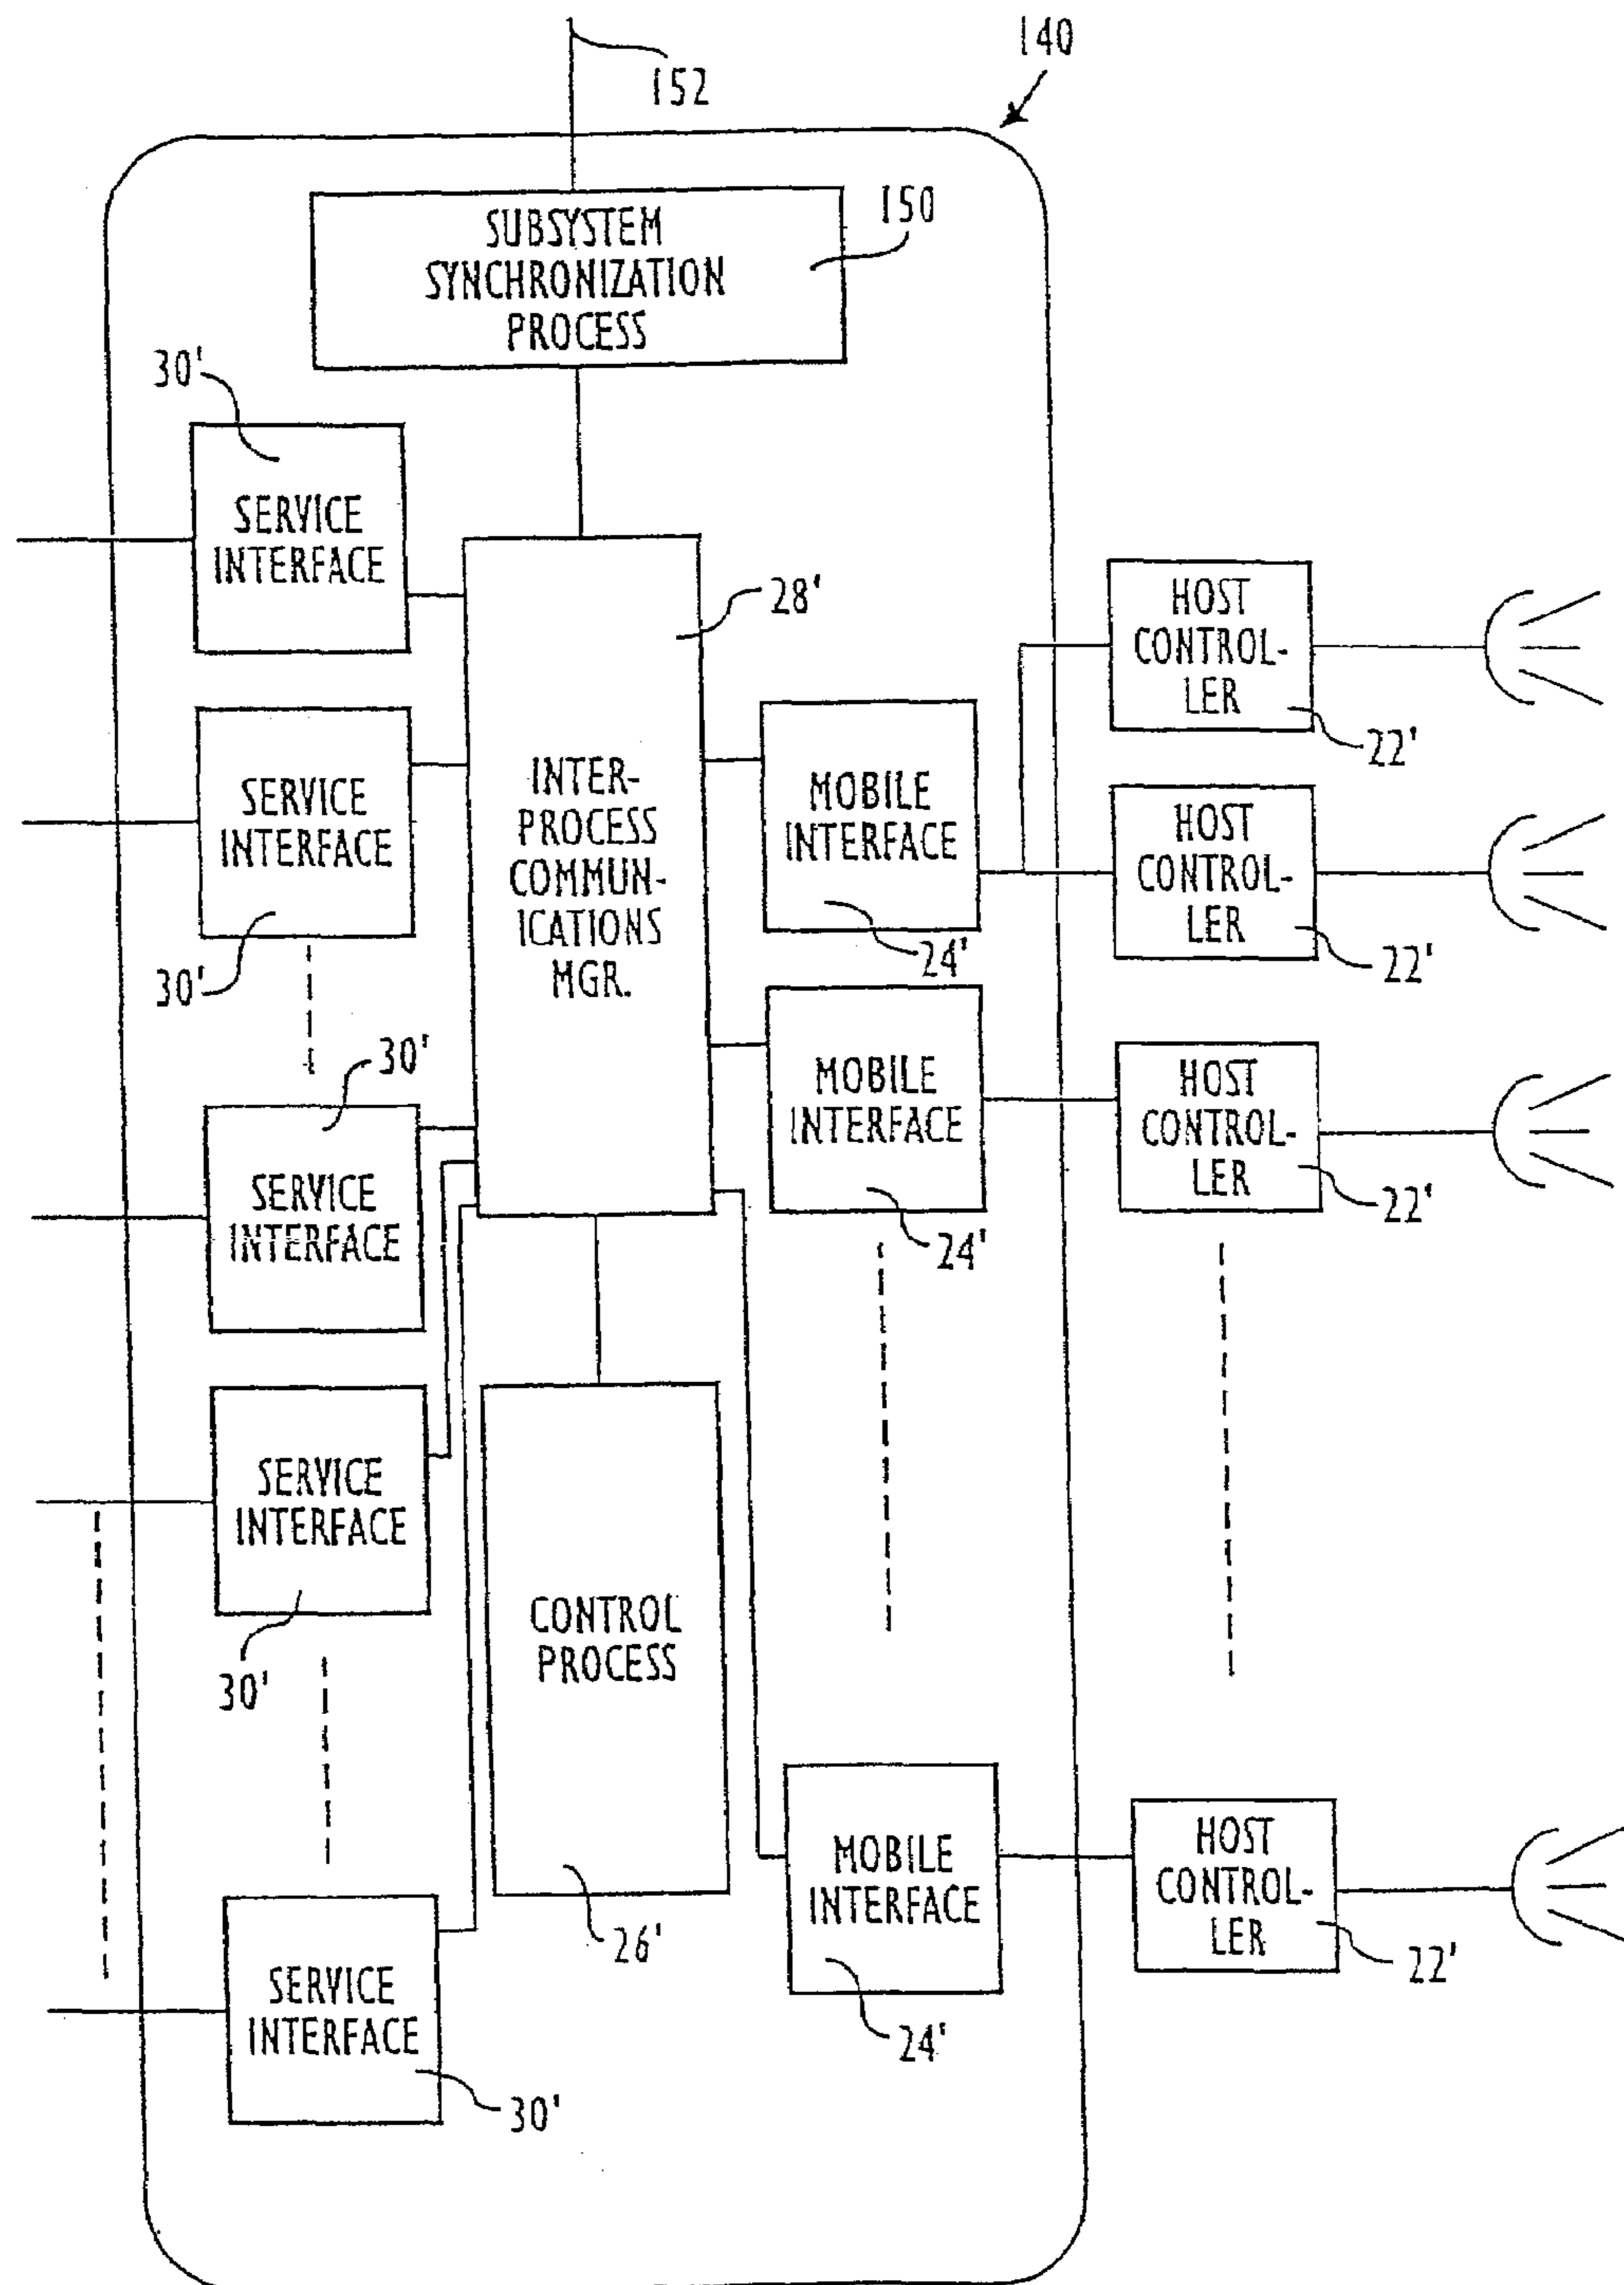 140
152
SUBSYSTEM
SYNCHRONIZATION
PROCESS
150
30'
SERVICE
INTERFACE
28'
HOST
CONTROL-
LER
22'
SERVICE
INTERFACE
30'
INTER-
PROCESS
COMMUN-
ICATIONS
MGR.
MOBILE
INTERFACE
24'
HOST
CONTROL-
LER
22'
30'
SERVICE
INTERFACE
MOBILE
INTERFACE
24'
HOST
CONTROL-
LER
22'
SERVICE
INTERFACE
30'
CONTROL
PROCESS
26'
MOBILE
INTERFACE
24'
HOST
CONTROL-
LER
22'
SERVICE
INTERFACE
30'